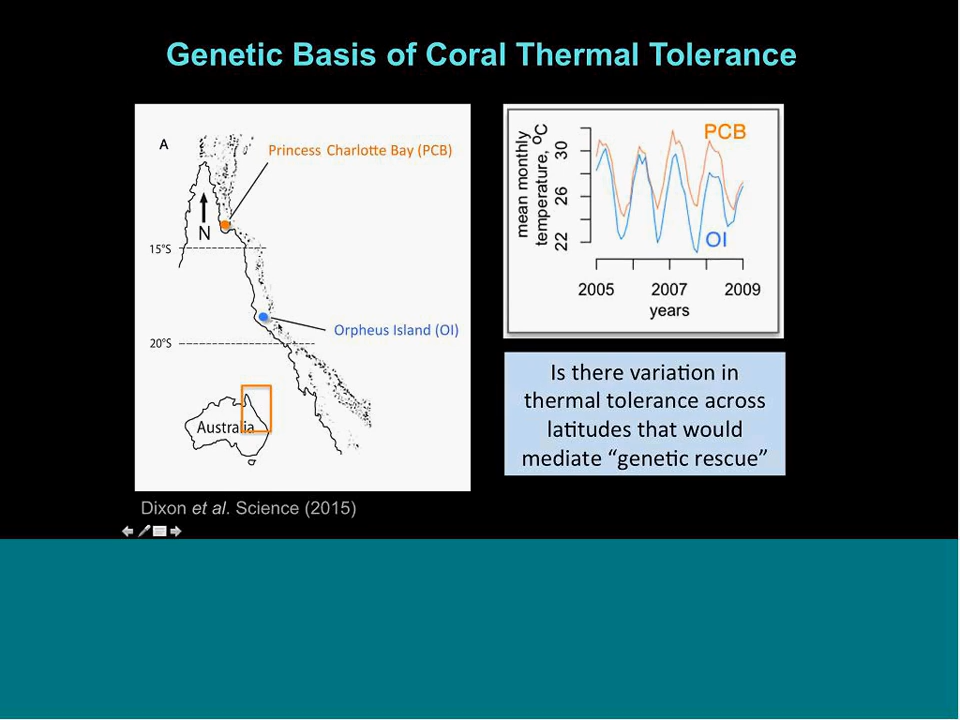 Genetic Basis of Coral Thermal Tolerance
A
Princess Charlotte Bay (PCB)
N
15°S
Orpheus Island (OI)
20°S
Australia
mean monthly
temperature, ºC
22 26 30
PCB
OI
2005 2007 2009
years
Is there variation in
thermal tolerance across
latitudes that would
mediate “genetic rescue”
Dixon et al. Science (2015)